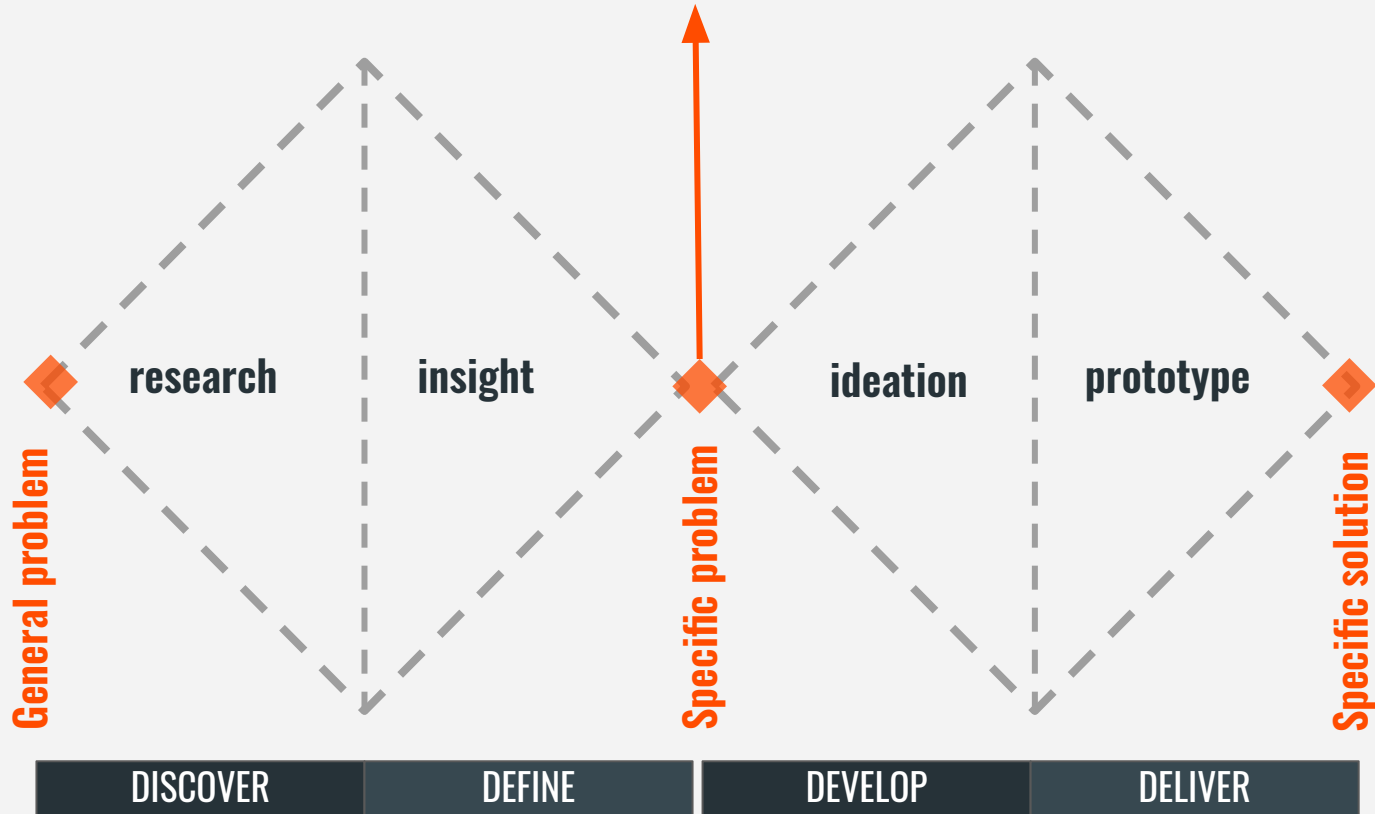 research
insight
ideation
prototype
General problem
Specific problem
Specific solution
DISCOVER
DEFINE
DEVELOP
DELIVER